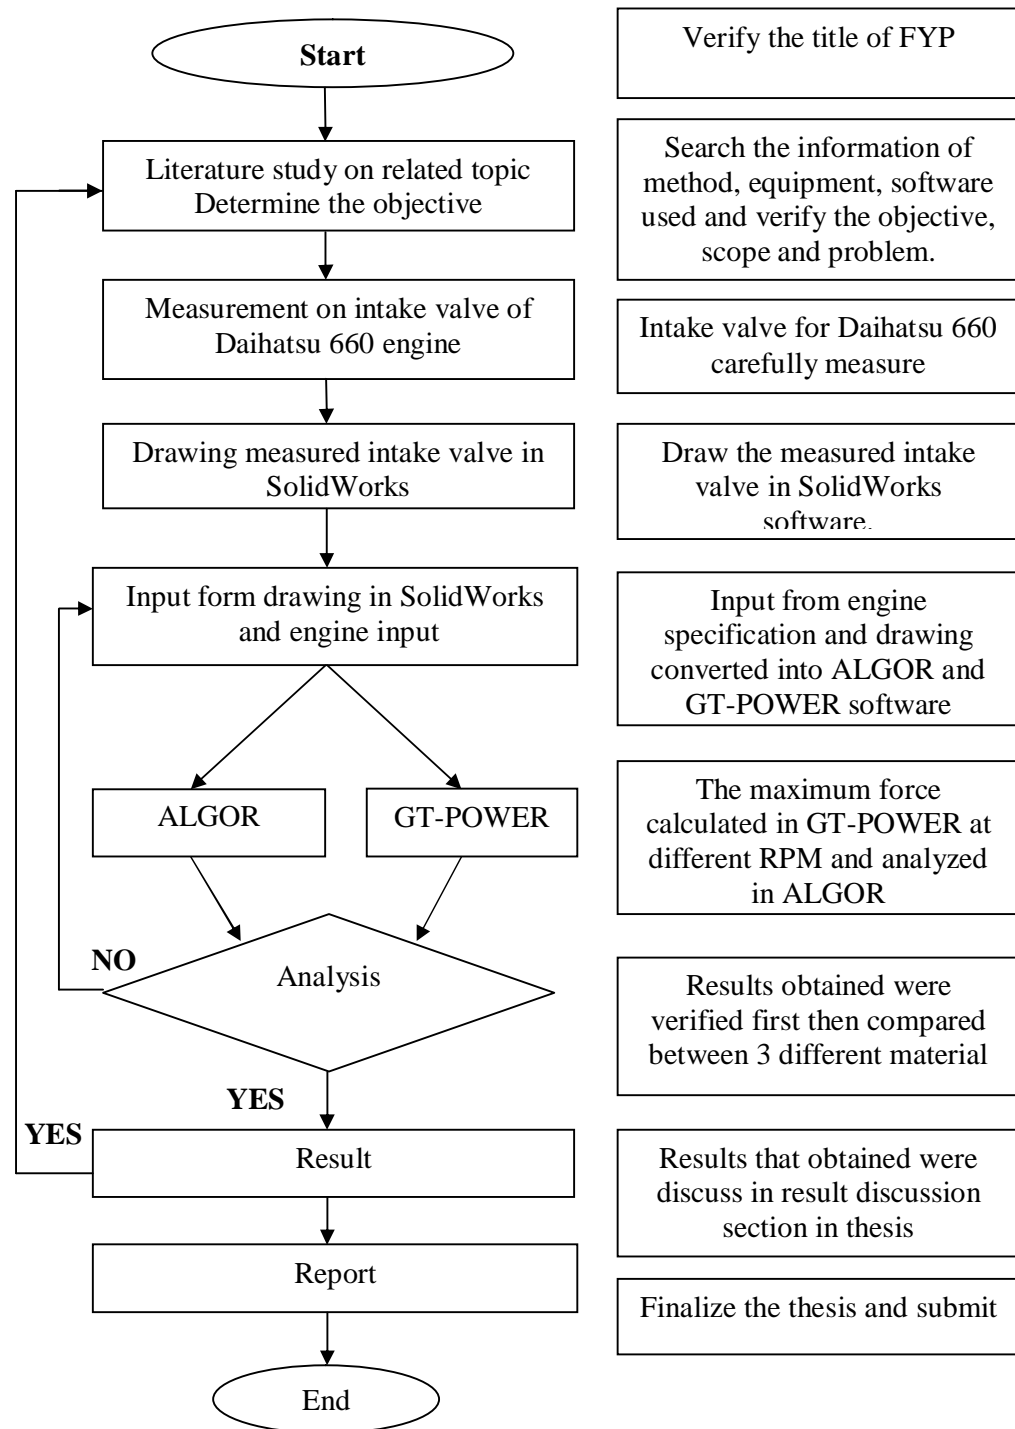 Start
Verify the title of FYP
Literature study on related topic
Determine the objective
Search the information of
method, equipment, software
used and verify the objective,
scope and problem.
Measurement on intake valve of
Daihatsu 660 engine
Intake valve for Daihatsu 660
carefully measure
Drawing measured intake valve in
SolidWorks
Draw the measured intake
valve in SolidWorks
software.
Input form drawing in SolidWorks
and engine input
Input from engine
specification and drawing
converted into ALGOR and
GT-POWER software
ALGOR
GT-POWER
The maximum force
calculated in GT-POWER at
different RPM and analyzed
in ALGOR
NO
Analysis
Results obtained were
verified first then compared
between 3 different material
YES
YES
Result
Results that obtained were
discuss in result discussion
section in thesis
Report
Finalize the thesis and submit
End